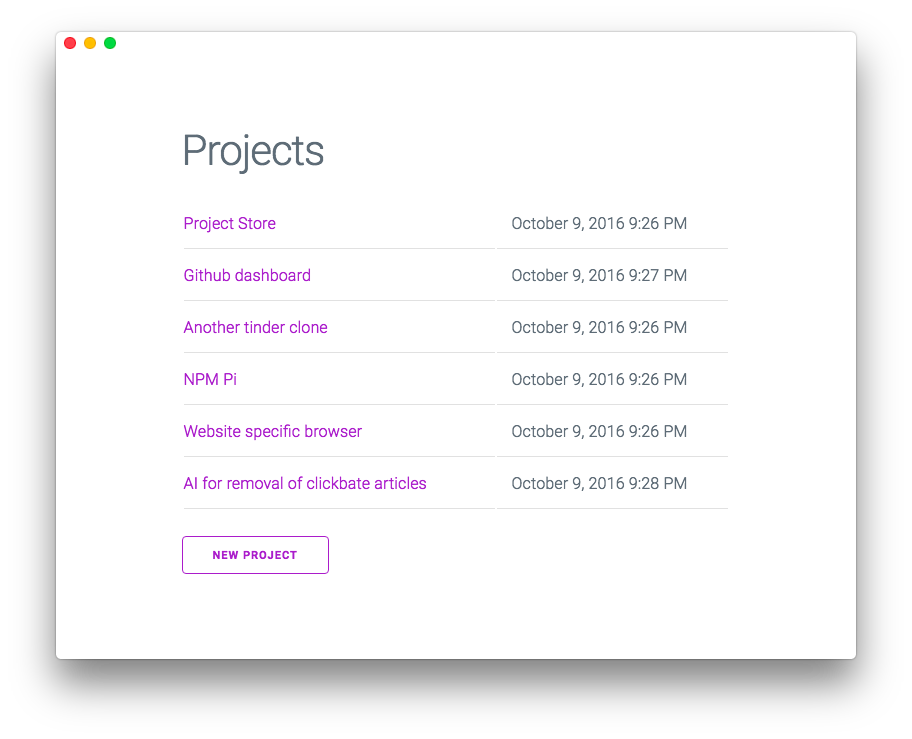 Projects
Project Store October 9, 2016 9:26 PM
Github dashboard October 9, 2016 9:27 PM
Another tinder clone October 9, 2016 9:26 PM
NPM Pi October 9, 2016 9:26 PM
Website specific browser October 9, 2016 9:26 PM
AI for removal of clickbate articles October 9, 2016 9:28 PM
NEW PROJECT